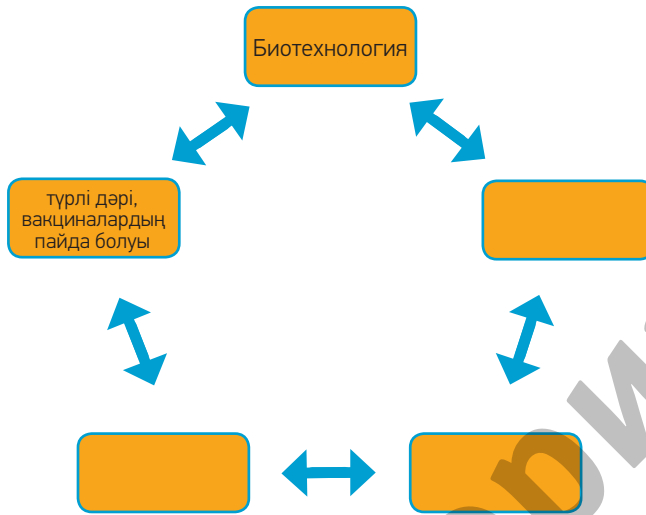 Биотехнология
түрлі дәрі,
вакциналардың
пайда болуы